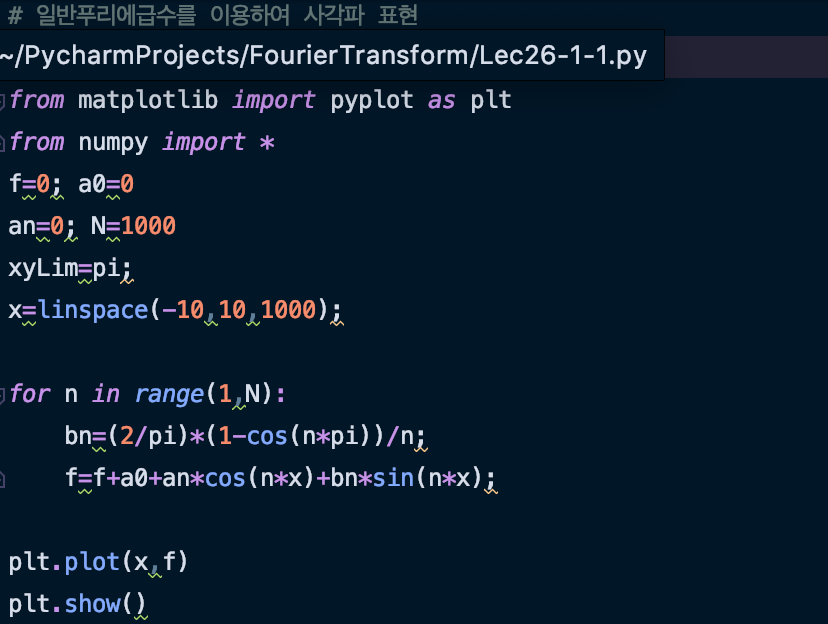 # 일반푸리에급수를 이용하여 사각파 표현
~/PycharmProjects/FourierTransform/Lec26-1-1.py
from matplotlib import pyplot as plt
from numpy import *
f=0; a0=0
an=0; N=1000
xyLim=pi;
x=linspace(-10,10,1000);
for n in range(1,N):
    bn=(2/pi)*(1-cos(n*pi))/n;
    f=f+a0+an*cos(n*x)+bn*sin(n*x);
plt.plot(x,f)
plt.show()